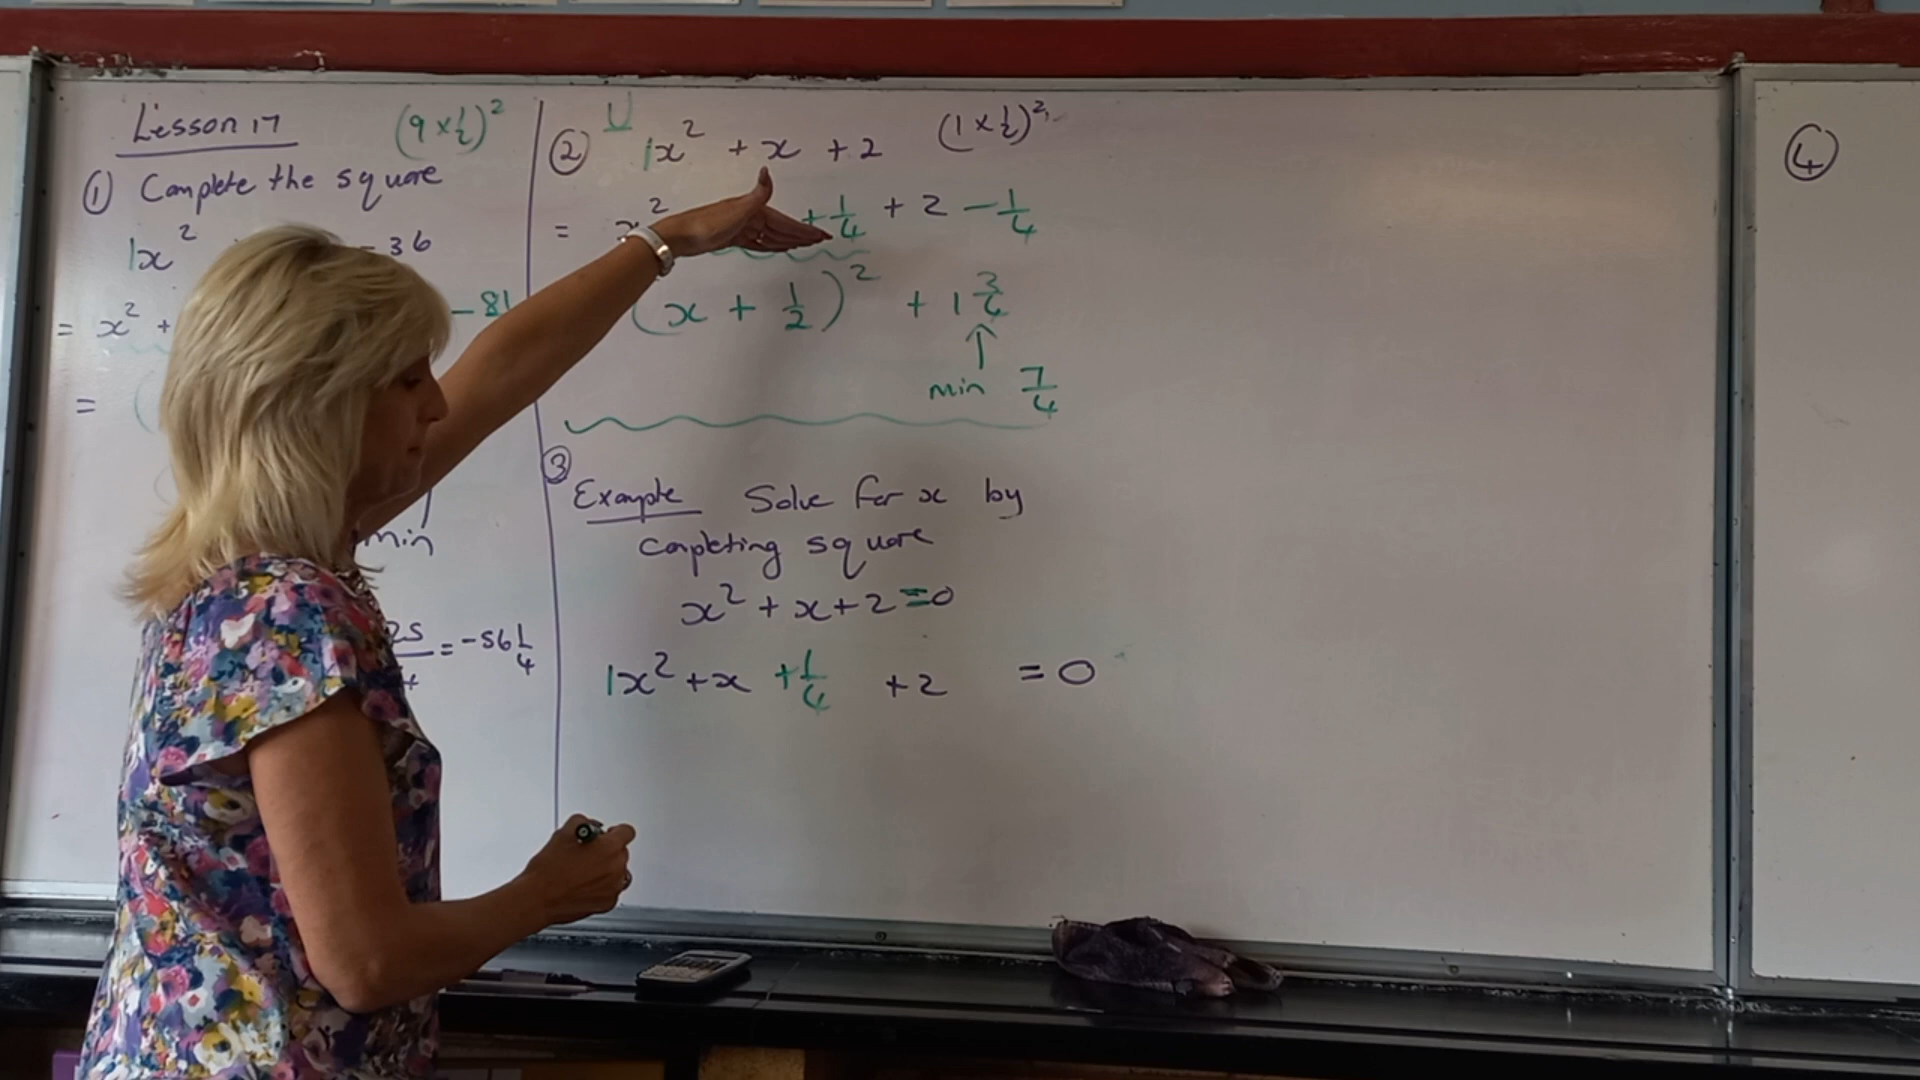 Lesson 17
(9 × 1/2)²
① Complete the square
1x² - 36
= x² + - 81
=
min
25 = -56 1/4
② 1x² + x + 2 (1 × 1/2)²
= x² + 1/4 + 2 - 1/4
(x + 1/2)² + 1 3/4
↑
min 7/4
③
Example Solve for x by
completing square
x² + x + 2 = 0
1x² + x + 1/4 + 2 = 0
④